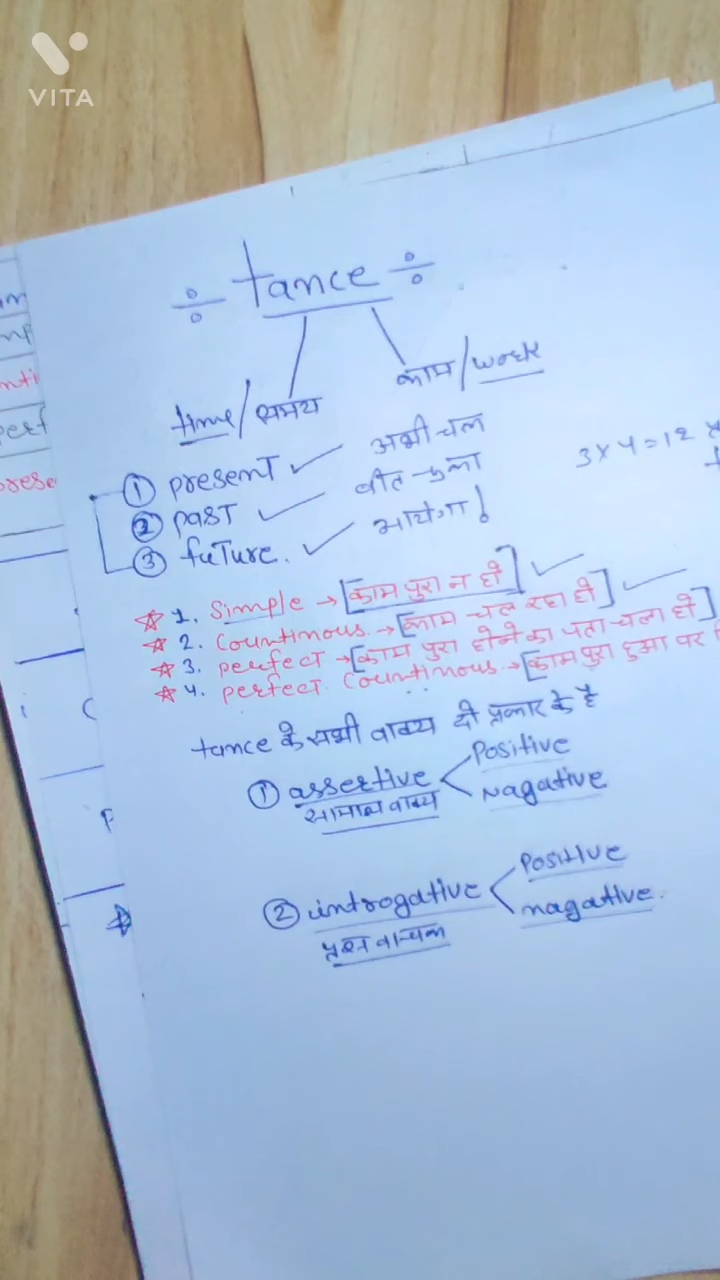 VITA
÷ tance ÷
time/समय काम/work
① present ✓ अभी चल
② past ✓ बीत चुका
③ future. ✓ आयेगा!
3 x 4 = 12
☆ 1. Simple → [काम पुरा न हो] ✓
☆ 2. Countinous. → [काम चल रहा हो] ✓
☆ 3. perfect → [काम पुरा होने का पता चला हो]
☆ 4. perfect Countinous → [काम पुरा हुआ पर
tance के सभी वाक्य दो प्रकार के है
① assertive < Positive
Nagative
सामान्य वाक्य
② introgative < Positive
nagative.
प्रश्न वाचक